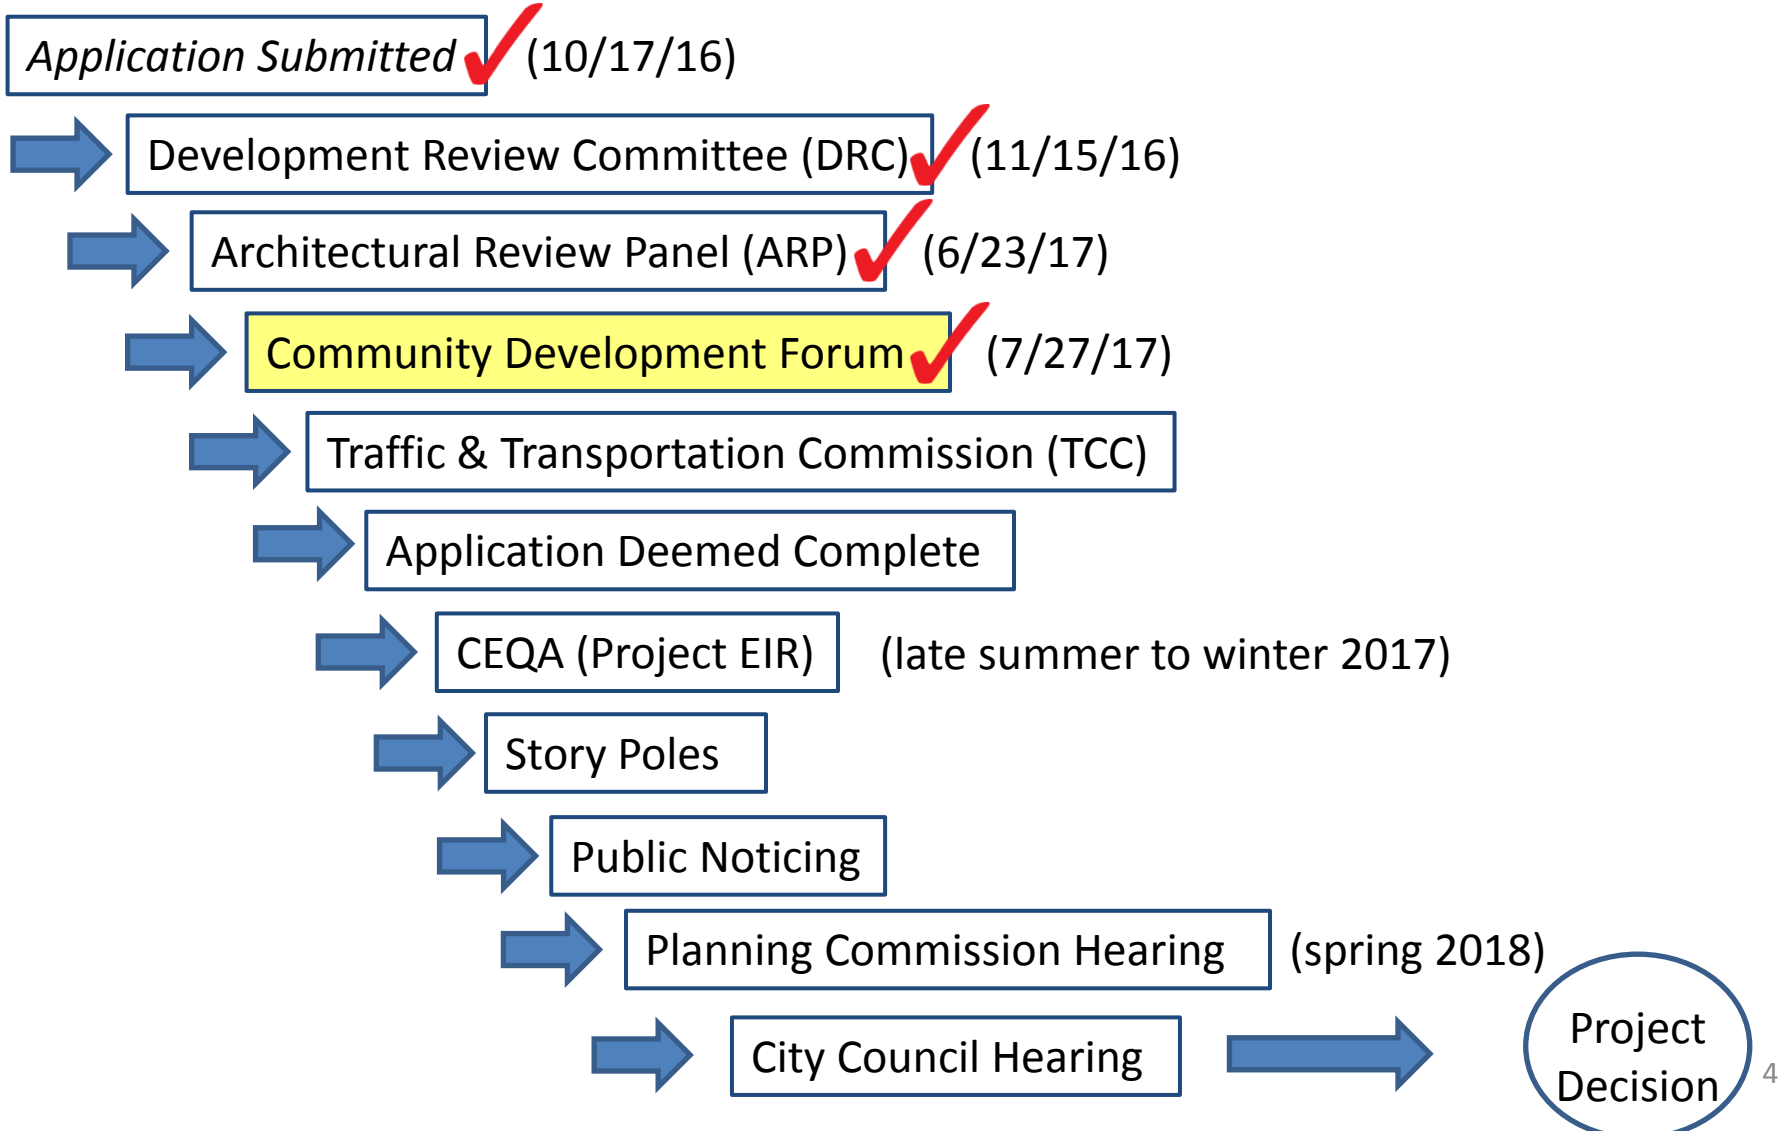 Application Submitted (10/17/16)
Development Review Committee (DRC) (11/15/16)
Architectural Review Panel (ARP) (6/23/17)
Community Development Forum (7/27/17)
Traffic & Transportation Commission (TCC)
Application Deemed Complete
CEQA (Project EIR) (late summer to winter 2017)
Story Poles
Public Noticing
Planning Commission Hearing (spring 2018)
City Council Hearing
Project
Decision
4